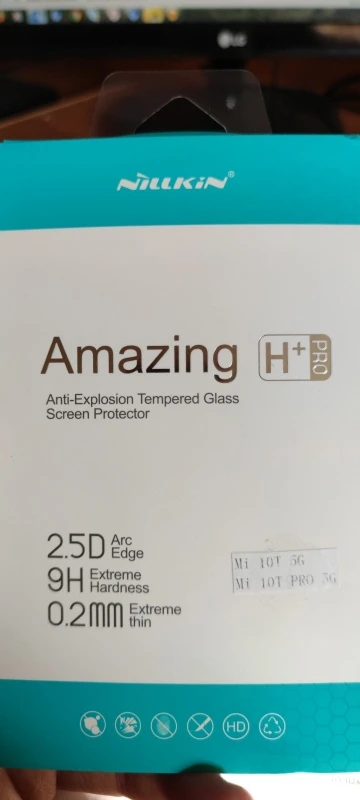 LG
NILLKIN®
Amazing H+ PRO
Anti-Explosion Tempered Glass
Screen Protector
2.5D Arc
Edge
9H Extreme
Hardness
0.2mm Extreme
thin
Mi 10T 5G
Mi 10T PRO 5G
HD